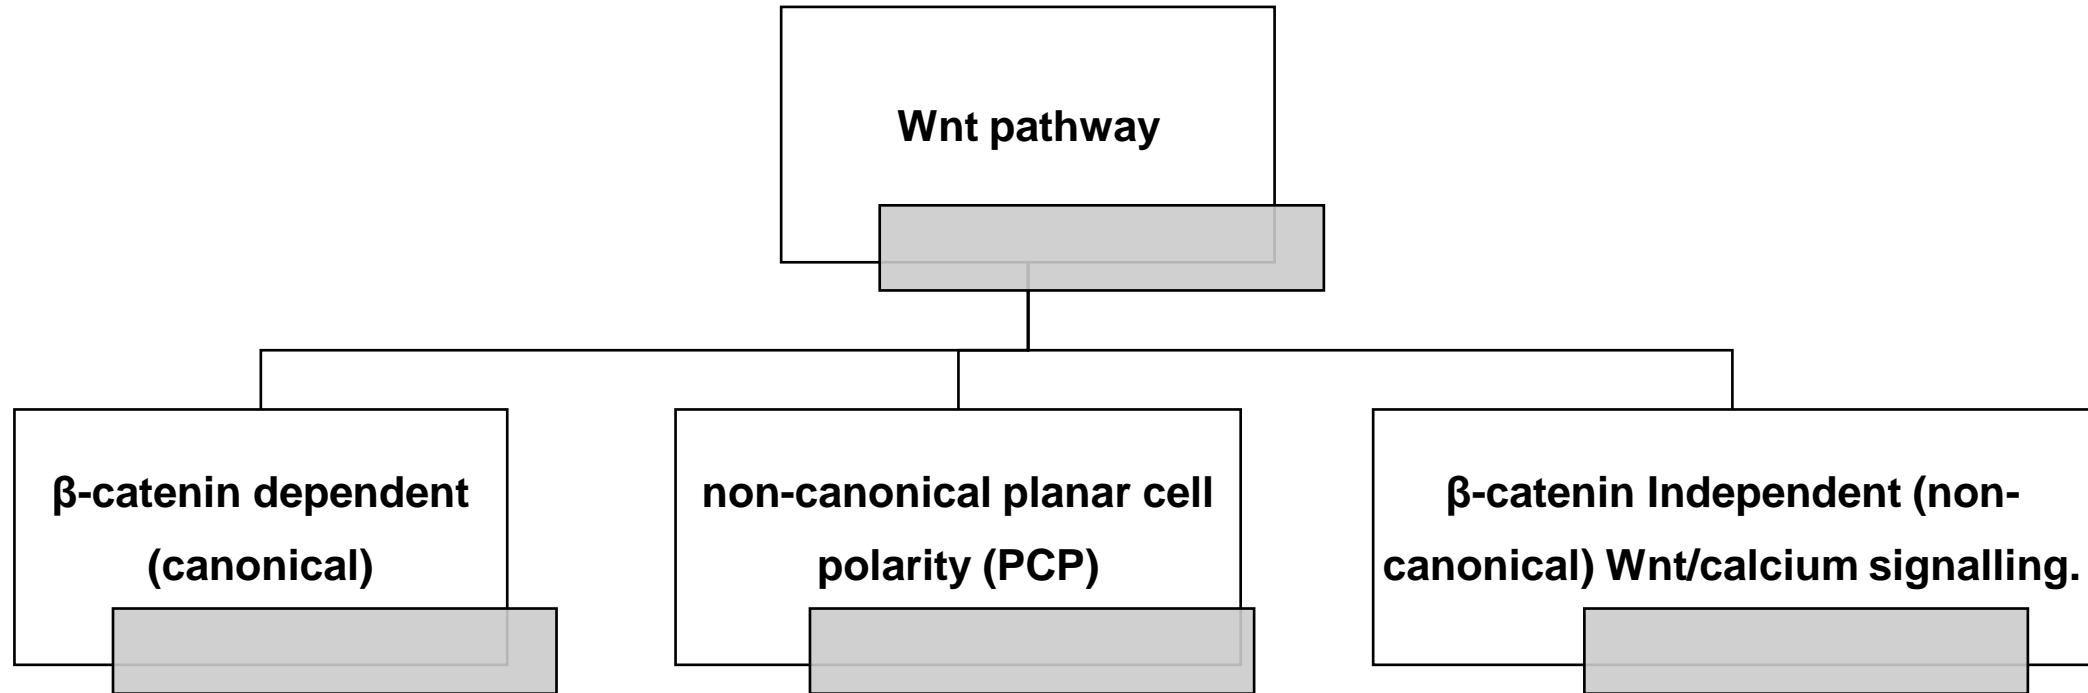 Wnt pathway
β-catenin dependent
(canonical)
non-canonical planar cell
polarity (PCP)
β-catenin Independent (non-
canonical) Wnt/calcium signalling.